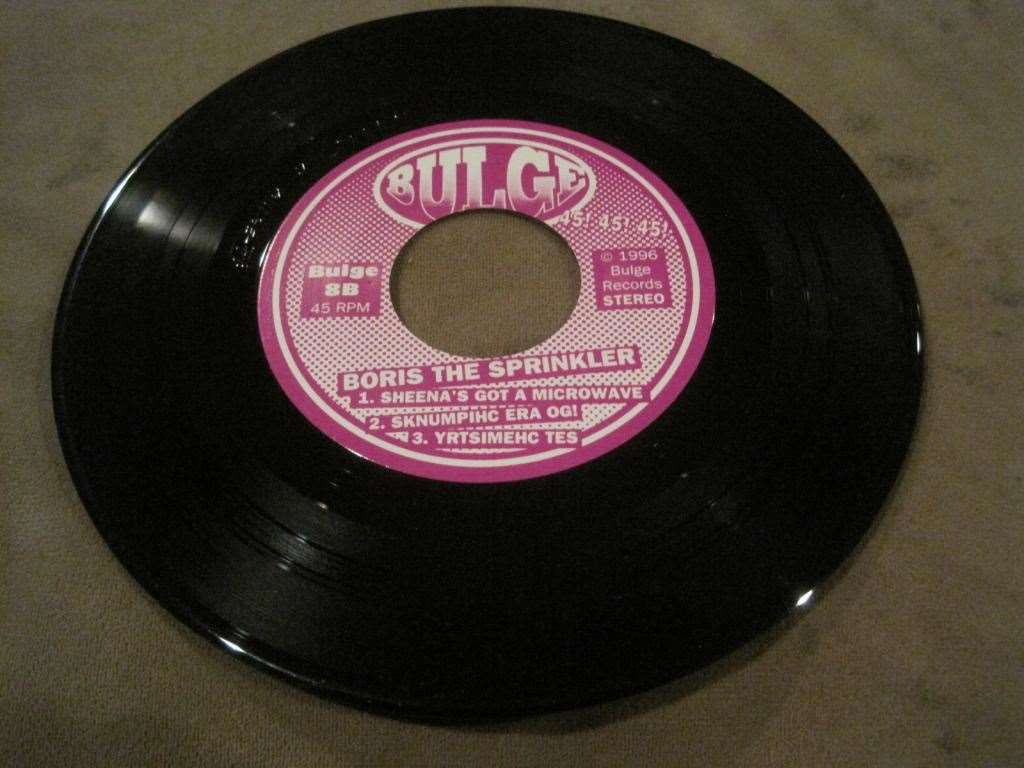 BULGE
45! 45! 45!
Bulge
8B
45 RPM
© 1996
Bulge
Records
STEREO
BORIS THE SPRINKLER
1. SHEENA'S GOT A MICROWAVE
2. SKNUMPIHC ERA OG!
3. YRTSIMEHC TES